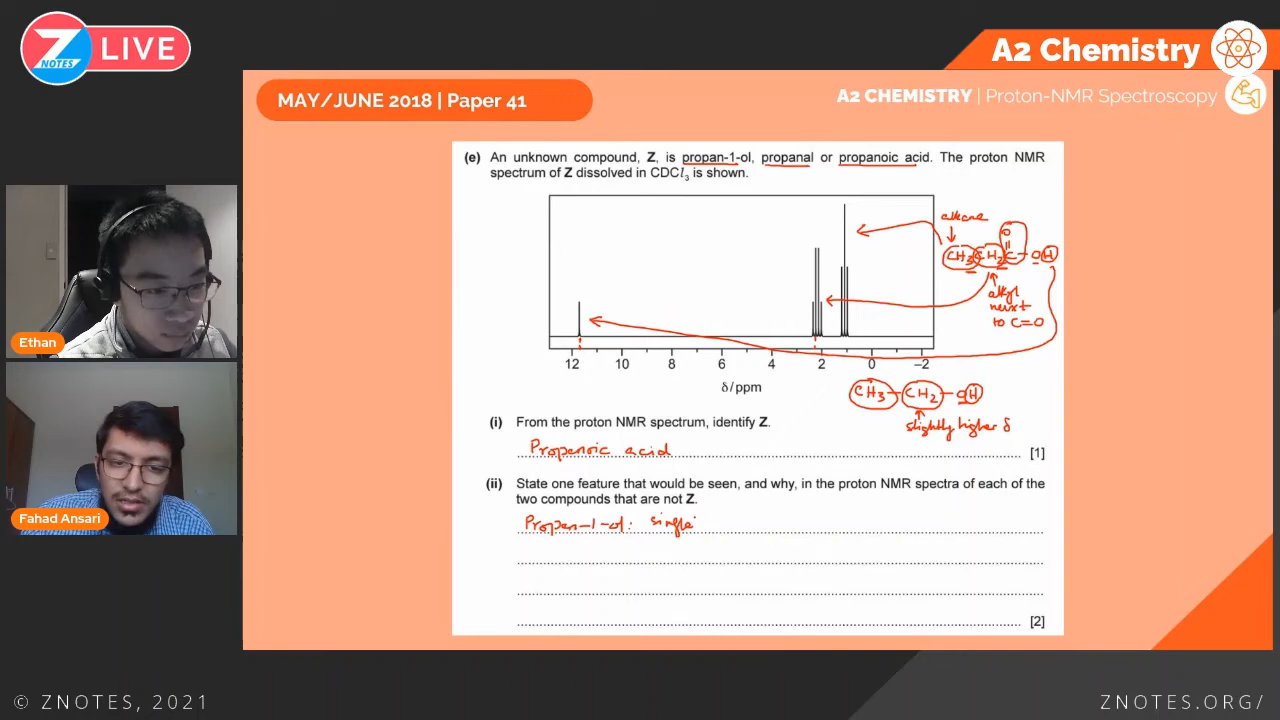 Z NOTES LIVE
A2 Chemistry
MAY/JUNE 2018 | Paper 41
A2 CHEMISTRY | Proton-NMR Spectroscopy
(e) An unknown compound, Z, is propan-1-ol, propanal or propanoic acid. The proton NMR
spectrum of Z dissolved in CDCl₃ is shown.
alkane
O
CH₃ CH₂ C – OH
alkyl
next
to C=O
12 10 8 6 4 2 0 –2
δ/ppm
CH₃ – CH₂ – OH
slightly higher δ
(i) From the proton NMR spectrum, identify Z.
Propanoic acid
[1]
(ii) State one feature that would be seen, and why, in the proton NMR spectra of each of the
two compounds that are not Z.
Propan-1-ol: single
[2]
Ethan
Fahad Ansari
© ZNOTES, 2021
ZNOTES.ORG/